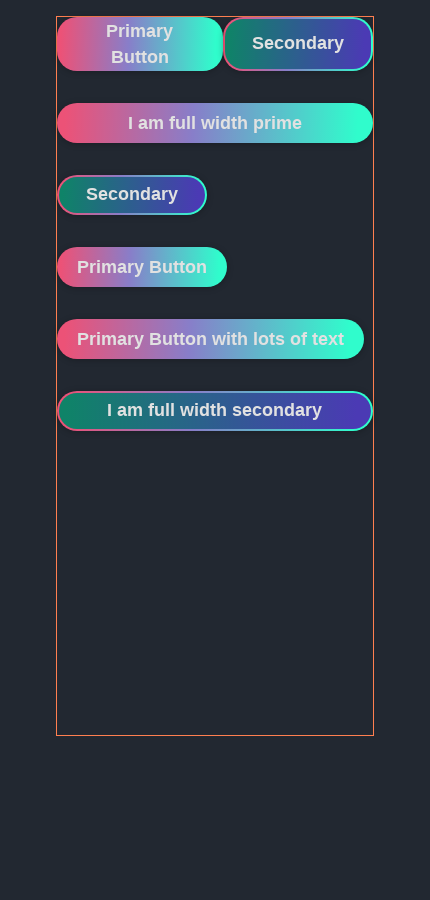 Primary
Button
Secondary
I am full width prime
Secondary
Primary Button
Primary Button with lots of text
I am full width secondary